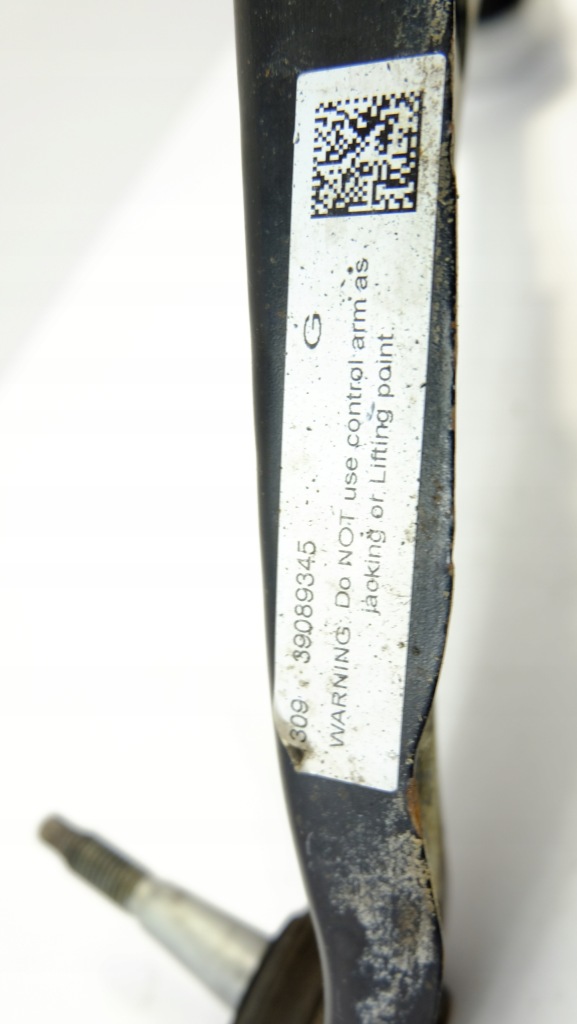 309 39089345 G
WARNING: Do NOT use control arm as
jacking or Lifting point